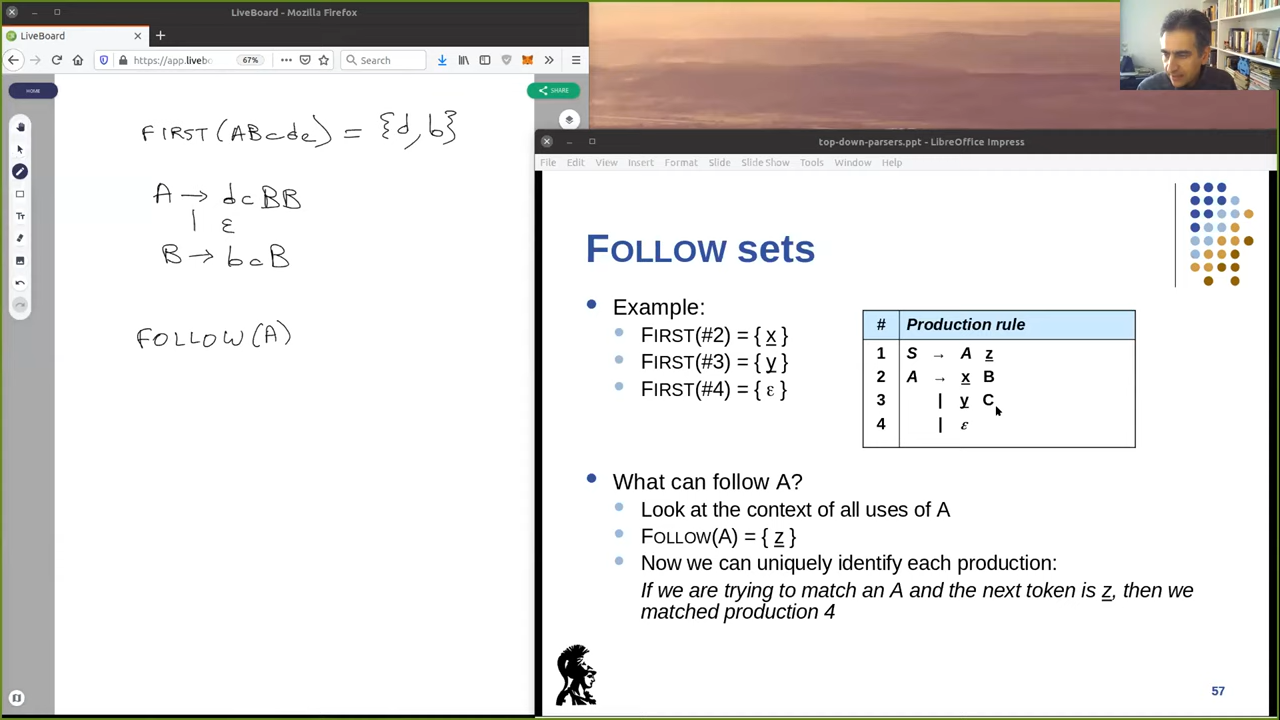 LiveBoard - Mozilla Firefox
LiveBoard
https://app.livebo
67%
Search
HOME
SHARE
FIRST(ABcde) = {d,b}
A → dcBB
| ε
B → bcB
FOLLOW(A)
top-down-parsers.ppt - LibreOffice Impress
File Edit View Insert Format Slide Slide Show Tools Window Help
FOLLOW sets
Example:
FIRST(#2) = { x }
FIRST(#3) = { y }
FIRST(#4) = { ε }
# Production rule
1 S → A z
2 A → x B
3 | y C
4 | ε
What can follow A?
Look at the context of all uses of A
FOLLOW(A) = { z }
Now we can uniquely identify each production:
If we are trying to match an A and the next token is z, then we
matched production 4
57